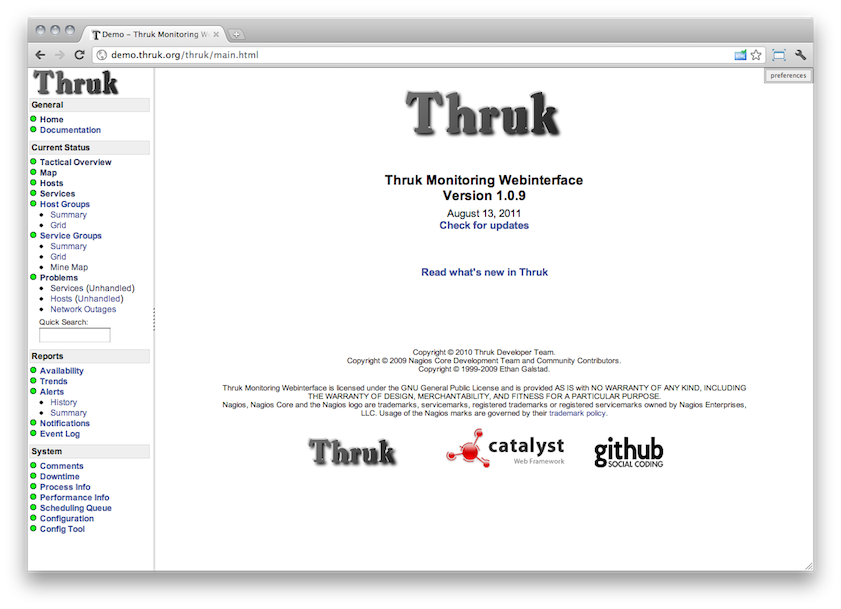 Demo – Thruk Monitoring W
demo.thruk.org/thruk/main.html
Thruk
General
Home
Documentation
Current Status
Tactical Overview
Map
Hosts
Services
Host Groups
Summary
Grid
Service Groups
Summary
Grid
Mine Map
Problems
Services (Unhandled)
Hosts (Unhandled)
Network Outages
Quick Search:
Reports
Availability
Trends
Alerts
History
Summary
Notifications
Event Log
System
Comments
Downtime
Process Info
Performance Info
Scheduling Queue
Configuration
Config Tool
preferences
Thruk
Thruk Monitoring Webinterface
Version 1.0.9
August 13, 2011
Check for updates
Read what's new in Thruk
Copyright © 2010 Thruk Developer Team.
Copyright © 2009 Nagios Core Development Team and Community Contributors.
Copyright © 1999-2009 Ethan Galstad.
Thruk Monitoring Webinterface is licensed under the GNU General Public License and is provided AS IS with NO WARRANTY OF ANY KIND, INCLUDING
THE WARRANTY OF DESIGN, MERCHANTABILITY, AND FITNESS FOR A PARTICULAR PURPOSE.
Nagios, Nagios Core and the Nagios logo are trademarks, servicemarks, registered trademarks or registered servicemarks owned by Nagios Enterprises,
LLC. Usage of the Nagios marks are governed by their trademark policy.
Thruk
catalyst
Web Framework
github
SOCIAL CODING